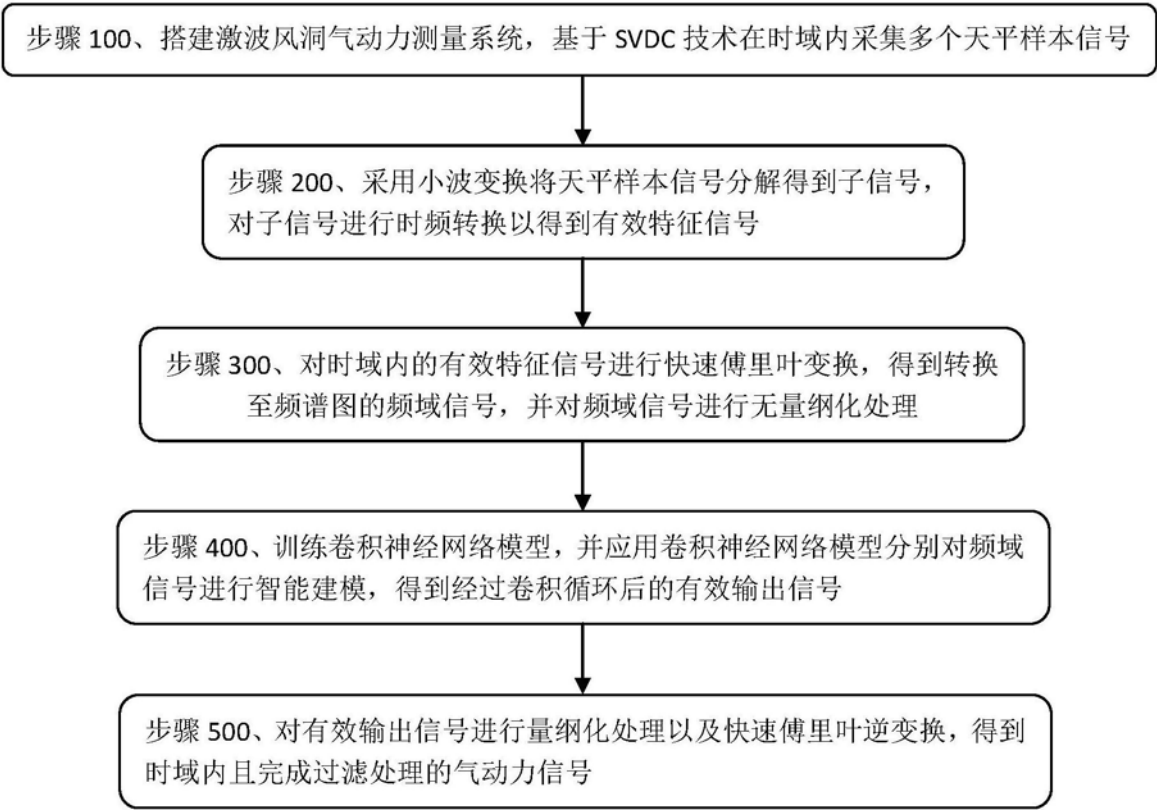 步骤 100、搭建激波风洞气动力测量系统，基于 SVDC 技术在时域内采集多个天平样本信号
步骤 200、采用小波变换将天平样本信号分解得到子信号，
对子信号进行时频转换以得到有效特征信号
步骤 300、对时域内的有效特征信号进行快速傅里叶变换，得到转换
至频谱图的频域信号，并对频域信号进行无量纲化处理
步骤 400、训练卷积神经网络模型，并应用卷积神经网络模型分别对频域
信号进行智能建模，得到经过卷积循环后的有效输出信号
步骤 500、对有效输出信号进行量纲化处理以及快速傅里叶逆变换，得到
时域内且完成过滤处理的气动力信号